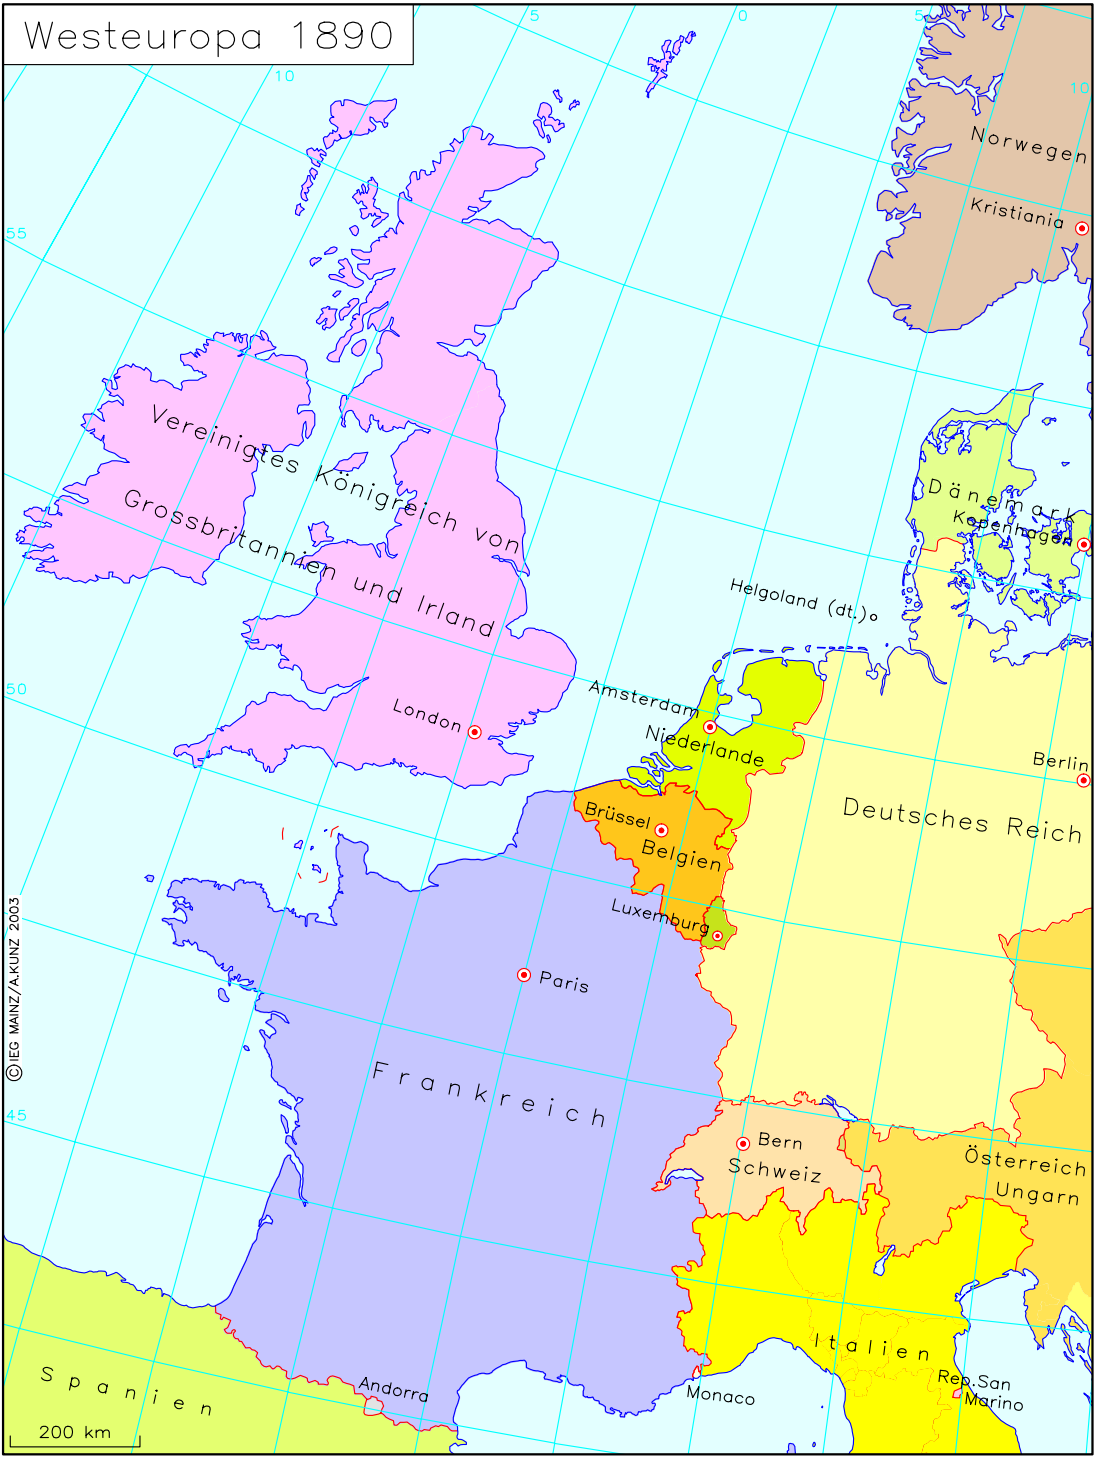 Westeuropa 1890
5
0
5
10
10
Norwegen
Kristiania
55
Vereinigtes Königreich von
Grossbritannien und Irland
Dänemark
Kopenhagen
Helgoland (dt.)
50
London
Amsterdam
Niederlande
Berlin
Deutsches Reich
Brüssel
Belgien
Luxemburg
Paris
©IEG MAINZ/A.KUNZ 2003
Frankreich
45
Bern
Schweiz
Österreich
Ungarn
Italien
Spanien
Andorra
Monaco
Rep.San
Marino
200 km